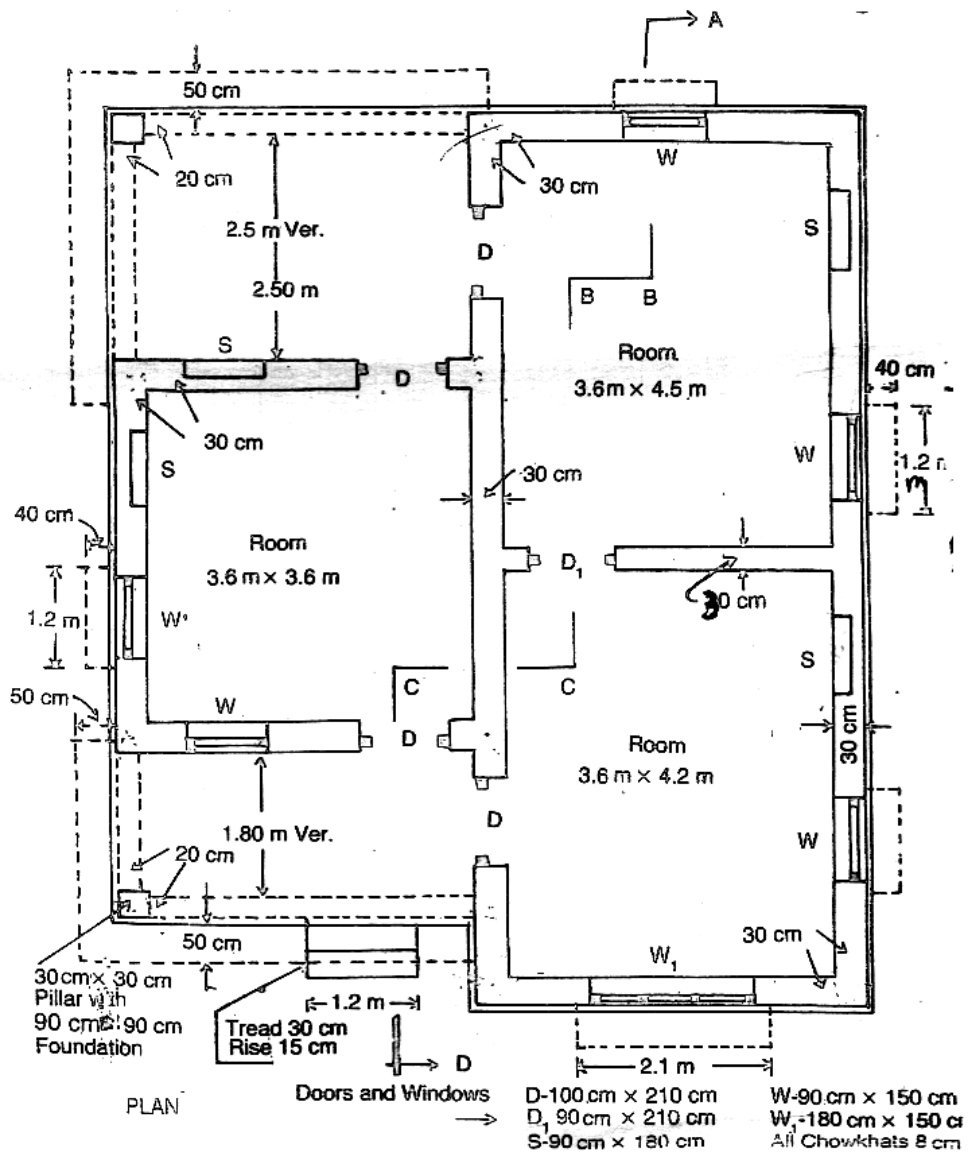 A
50 cm
20 cm
W
30 cm
2.5 m Ver.
D
S
2.50 m
B B
S
Room
3.6m × 4.5 m
D
40 cm
30 cm
S
W
1.2
m
30 cm
40 cm
Room
3.6 m × 3.6 m
D₁
30 cm
1.2 m
W
S
C C
50 cm
W
D
Room
3.6 m × 4.2 m
30 cm
1.80 m Ver.
D
W
20 cm
50 cm
W₁
30 cm
30 cm × 30 cm
Pillar with
90 cm 90 cm
Foundation
1.2 m
Tread 30 cm
Rise 15 cm
D
2.1 m
PLAN
Doors and Windows
D-100 cm × 210 cm
D₁ 90 cm × 210 cm
S-90 cm × 180 cm
W-90 cm × 150 cm
W₁-180 cm × 150
All Chowkhats 8 cm